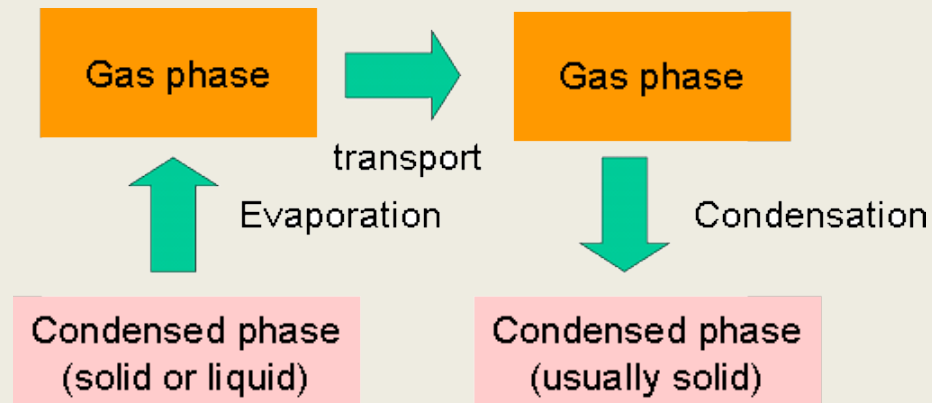 Gas phase
Gas phase
transport
Evaporation
Condensation
Condensed phase
(solid or liquid)
Condensed phase
(usually solid)